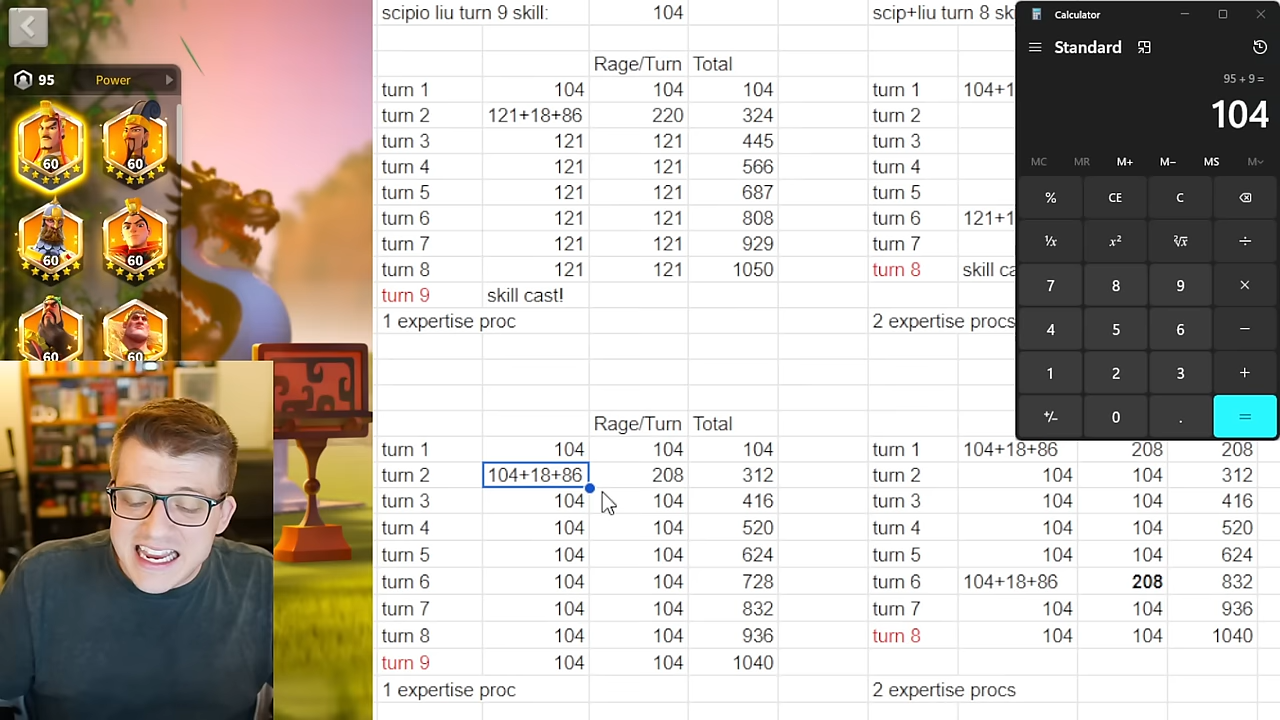 95 Power
60 60
60 60
60 60
scipio liu turn 9 skill: 104
Rage/Turn Total
turn 1 104 104 104
turn 2 121+18+86 220 324
turn 3 121 121 445
turn 4 121 121 566
turn 5 121 121 687
turn 6 121 121 808
turn 7 121 121 929
turn 8 121 121 1050
turn 9 skill cast!
1 expertise proc
Rage/Turn Total
turn 1 104 104 104
turn 2 104+18+86 208 312
turn 3 104 104 416
turn 4 104 104 520
turn 5 104 104 624
turn 6 104 104 728
turn 7 104 104 832
turn 8 104 104 936
turn 9 104 104 1040
1 expertise proc
scip+liu turn 8 sk
turn 1 104+1
turn 2
turn 3
turn 4
turn 5
turn 6 121+1
turn 7
turn 8 skill ca
2 expertise procs
turn 1 104+18+86 208 208
turn 2 104 104 312
turn 3 104 104 416
turn 4 104 104 520
turn 5 104 104 624
turn 6 104+18+86 208 832
turn 7 104 104 936
turn 8 104 104 1040
2 expertise procs
Calculator
Standard
95 + 9 =
104
MC MR M+ M− MS M˅
% CE C
¹/x x² ²√x ÷
7 8 9 ×
4 5 6 −
1 2 3 +
+/− 0 . =